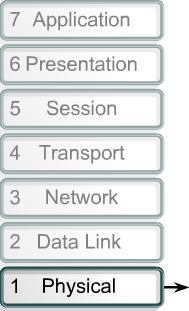 7 Application
6 Presentation
5 Session
4 Transport
3 Network
2 Data Link
1 Physical